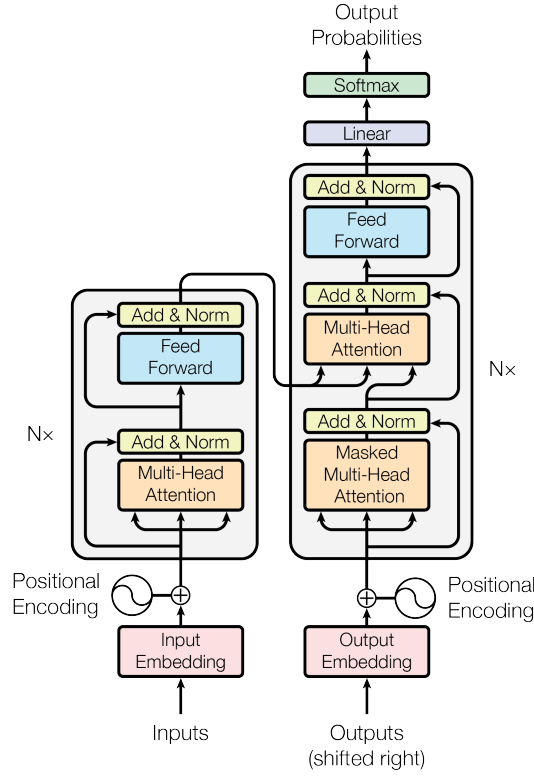 Output
Probabilities
Softmax
Linear
Add & Norm
Feed
Forward
Add & Norm
Multi-Head
Attention
Add & Norm
Masked
Multi-Head
Attention
N×
Add & Norm
Feed
Forward
Add & Norm
Multi-Head
Attention
N×
Positional
Encoding
Positional
Encoding
Input
Embedding
Output
Embedding
Inputs
Outputs
(shifted right)